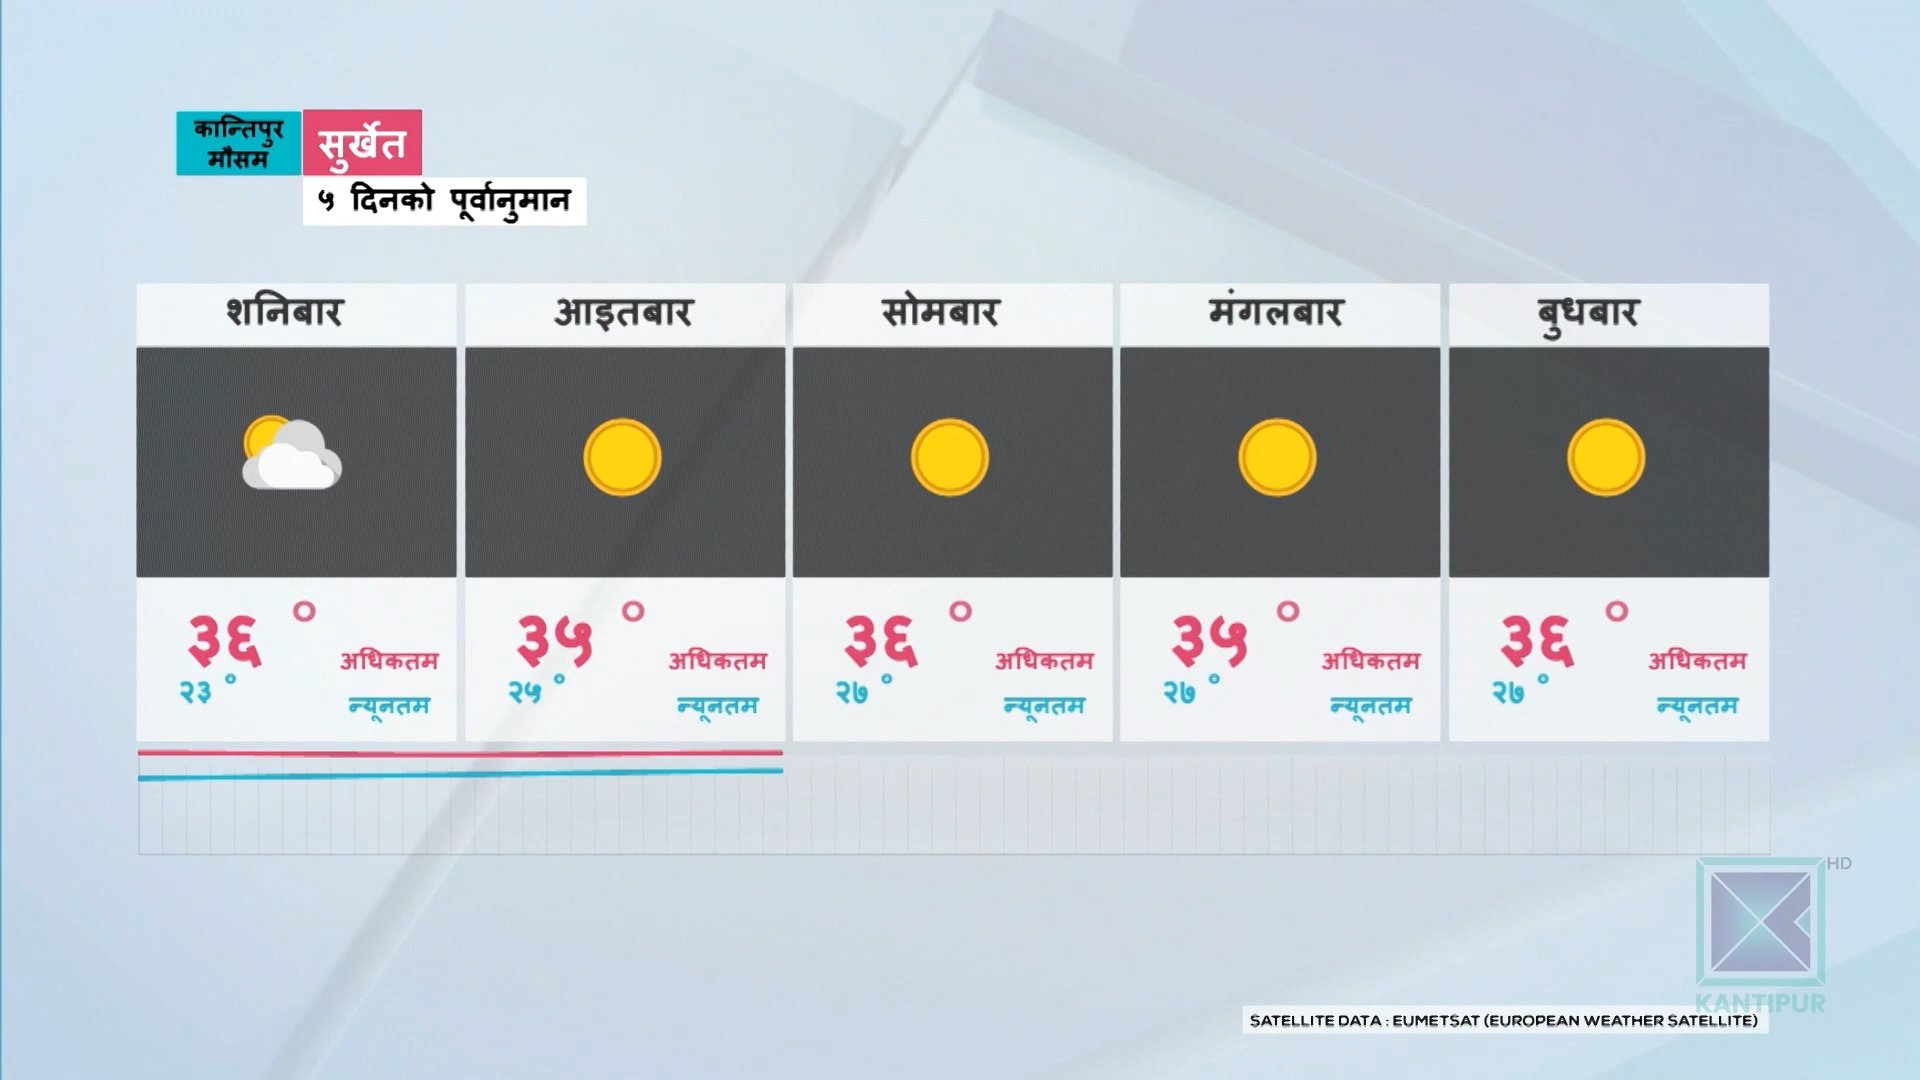 कान्तिपुर
मौसम
सुर्खेत
५ दिनको पूर्वानुमान
शनिबार
आइतबार
सोमबार
मंगलबार
बुधबार
३६°
अधिकतम
२३°
न्यूनतम
३५°
अधिकतम
२५°
न्यूनतम
३६°
अधिकतम
२७°
न्यूनतम
३५°
अधिकतम
२७°
न्यूनतम
३६°
अधिकतम
२७°
न्यूनतम
HD
KANTIPUR
SATELLITE DATA : EUMETSAT (EUROPEAN WEATHER SATELLITE)